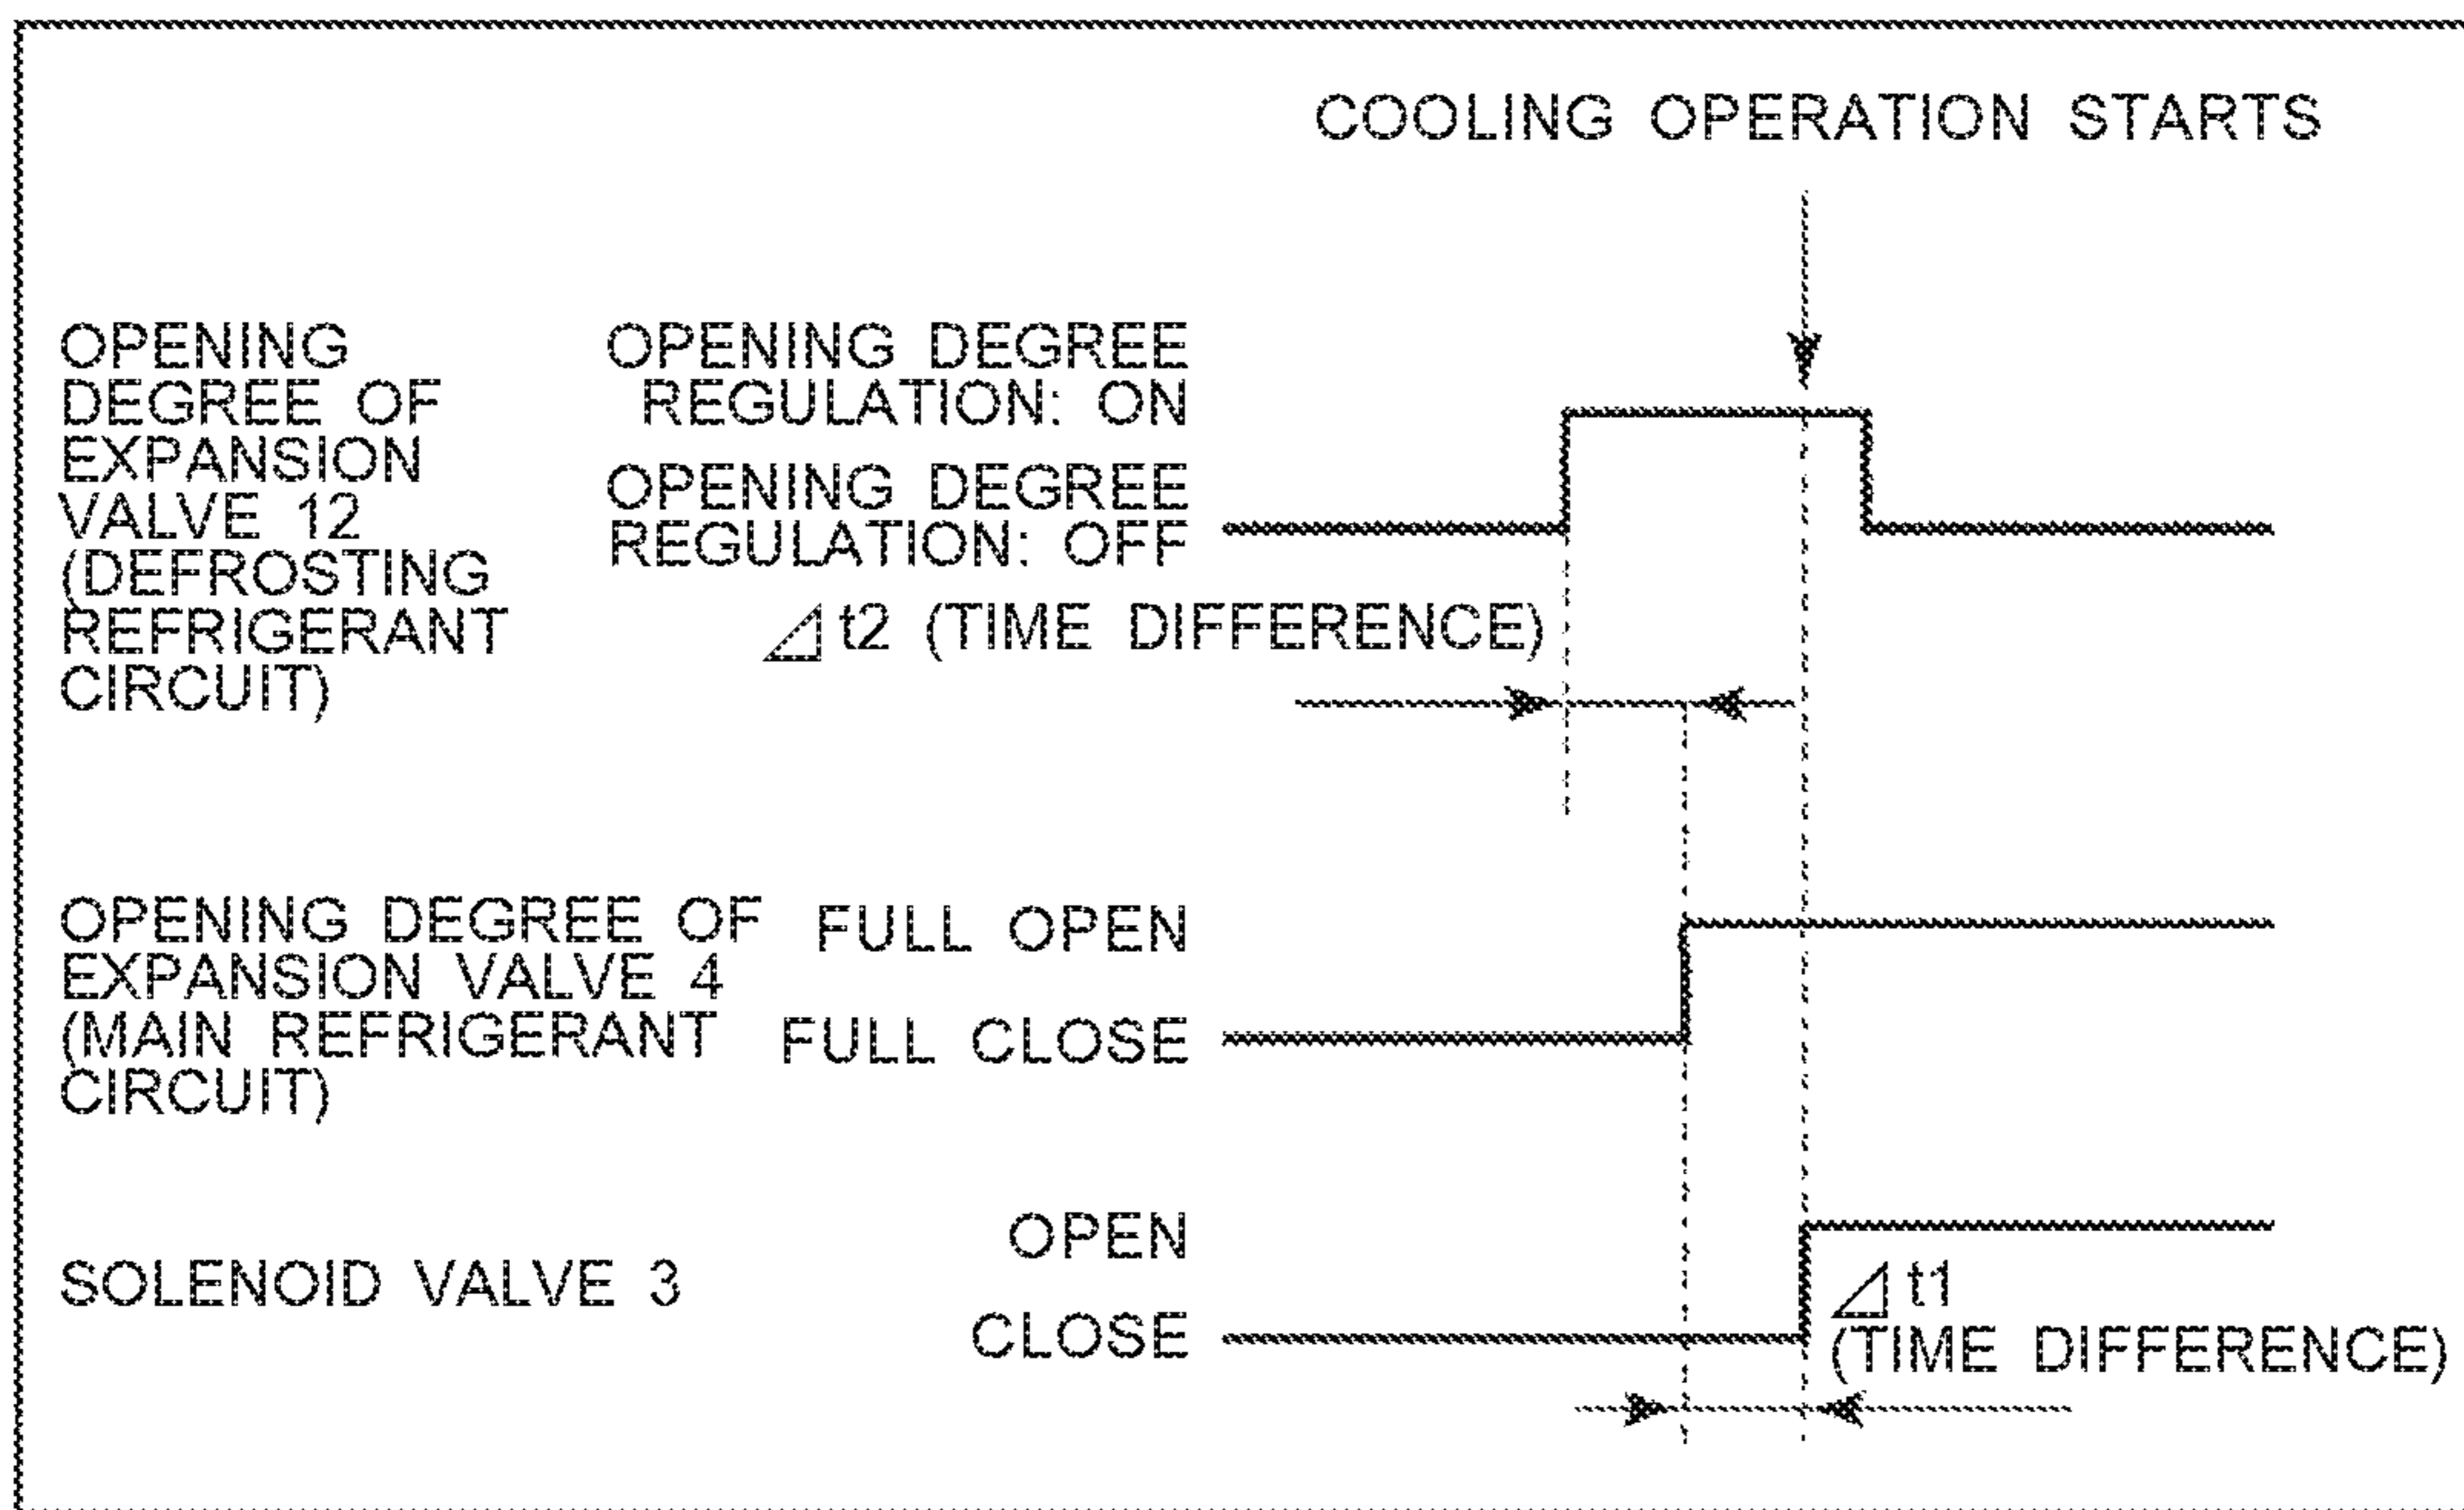 COOLING OPERATION STARTS
OPENING
DEGREE OF
EXPANSION
VALVE 12
(DEFROSTING
REFRIGERANT
CIRCUIT)
OPENING DEGREE
REGULATION: ON
OPENING DEGREE
REGULATION: OFF
⊿t2 (TIME DIFFERENCE)
OPENING DEGREE OF
EXPANSION VALVE 4
(MAIN REFRIGERANT
CIRCUIT)
FULL OPEN
FULL CLOSE
SOLENOID VALVE 3
OPEN
CLOSE
⊿t1
(TIME DIFFERENCE)